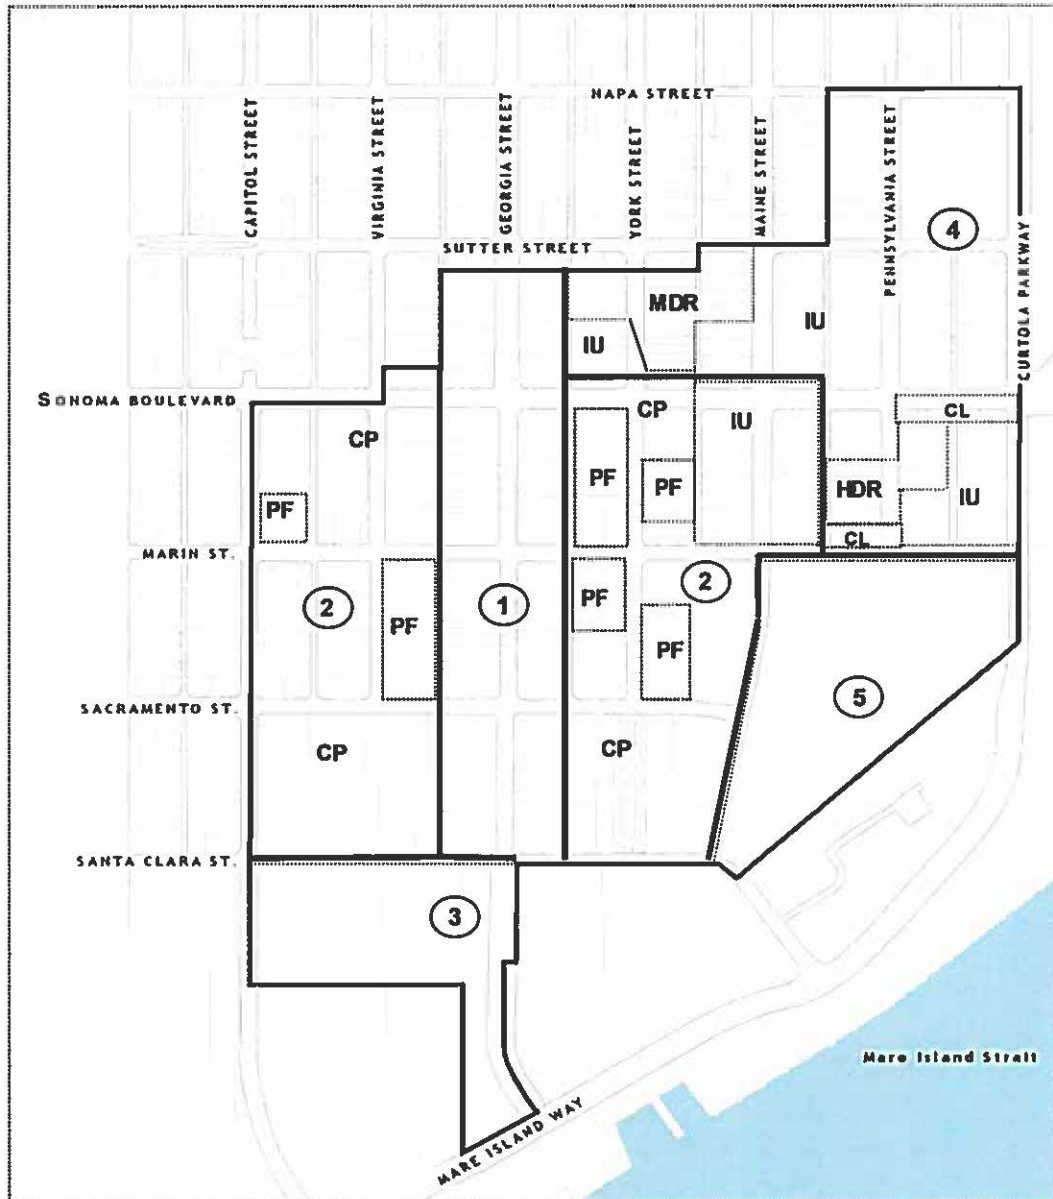 NAPA STREET
CAPITOL STREET
VIRGINIA STREET
GEORGIA STREET
YORK STREET
MAINE STREET
PENNSYLVANIA STREET
4
SUTTER STREET
CURTOLA PARKWAY
MDR
IU
IU
SONOMA BOULEVARD
CP
CP
IU
CL
PF
PF
PF
HDR
IU
CL
MARIN ST.
2
1
PF
2
PF
PF
SACRAMENTO ST.
5
CP
CP
SANTA CLARA ST.
3
Mare Island Strait
MARE ISLAND WAY